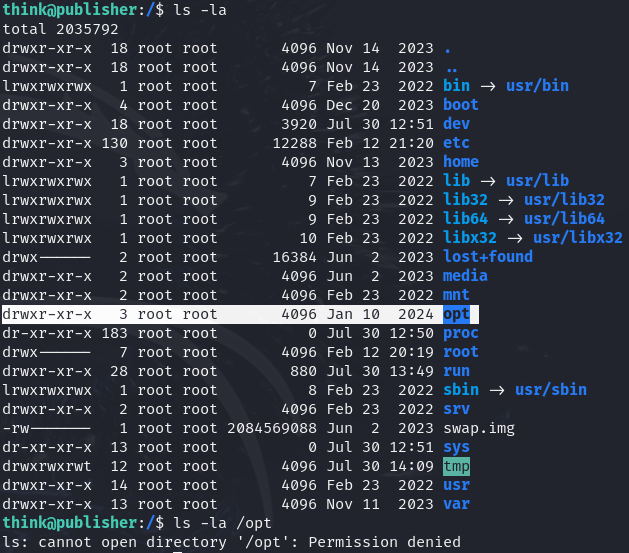 think@publisher:/$ ls -la
total 2035792
drwxr-xr-x  18 root root       4096 Nov 14  2023 .
drwxr-xr-x  18 root root       4096 Nov 14  2023 ..
lrwxrwxrwx   1 root root          7 Feb 23  2022 bin -> usr/bin
drwxr-xr-x   4 root root       4096 Dec 20  2023 boot
drwxr-xr-x  18 root root       3920 Jul 30 12:51 dev
drwxr-xr-x 130 root root      12288 Feb 12 21:20 etc
drwxr-xr-x   3 root root       4096 Nov 13  2023 home
lrwxrwxrwx   1 root root          7 Feb 23  2022 lib -> usr/lib
lrwxrwxrwx   1 root root          9 Feb 23  2022 lib32 -> usr/lib32
lrwxrwxrwx   1 root root          9 Feb 23  2022 lib64 -> usr/lib64
lrwxrwxrwx   1 root root         10 Feb 23  2022 libx32 -> usr/libx32
drwx------   2 root root      16384 Jun  2  2023 lost+found
drwxr-xr-x   2 root root       4096 Jun  2  2023 media
drwxr-xr-x   2 root root       4096 Feb 23  2022 mnt
drwxr-xr-x   3 root root       4096 Jan 10  2024 opt
dr-xr-xr-x 183 root root          0 Jul 30 12:50 proc
drwx------   7 root root       4096 Feb 12 20:19 root
drwxr-xr-x  28 root root        880 Jul 30 13:49 run
lrwxrwxrwx   1 root root          8 Feb 23  2022 sbin -> usr/sbin
drwxr-xr-x   2 root root       4096 Feb 23  2022 srv
-rw-------   1 root root 2084569088 Jun  2  2023 swap.img
dr-xr-xr-x  13 root root          0 Jul 30 12:51 sys
drwxrwxrwt  12 root root       4096 Jul 30 14:09 tmp
drwxr-xr-x  14 root root       4096 Feb 23  2022 usr
drwxr-xr-x  13 root root       4096 Nov 11  2023 var
think@publisher:/$ ls -la /opt
ls: cannot open directory '/opt': Permission denied